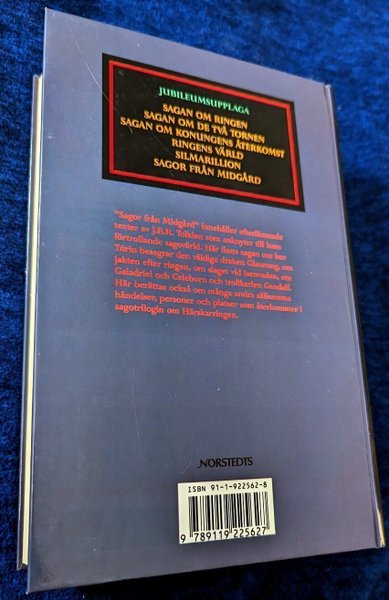 JUBILEUMSUPPLAGA
SAGAN OM RINGEN
SAGAN OM DE TVÅ TORNEN
SAGAN OM KONUNGENS ÅTERKOMST
RINGENS VÄRLD
SILMARILLION
SAGOR FRÅN MIDGÅRD
"Sagor från Midgård" innehåller efterlämnade
texter av J.R.R. Tolkien som anknyter till hans
förtrollande sagovärld. Här finns sagan om hur
Túrin besegrar den väldiga draken Glaurung, om
jakten efter ringen, om slaget vid Isenvaden, om
Galadriel och Celeborn och trollkarlen Gandalf.
Här berättas också om många andra sällsamma
händelser, personer och platser som återkommer i
sagotrilogin om Härskarringen.
NORSTEDTS
ISBN 91-1-922562-8
9 789119 225627